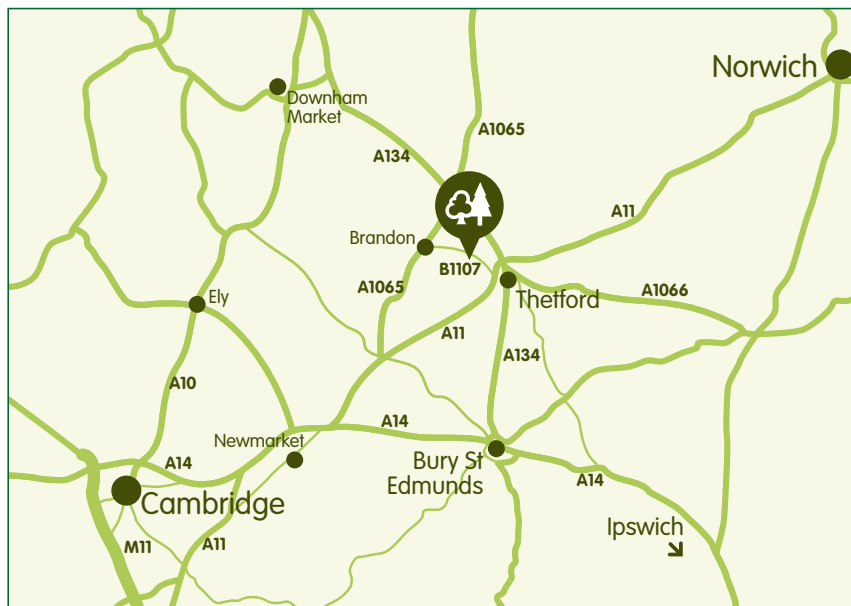 Norwich
Downham
Market
A1065
A134
A11
Brandon
B1107
A1065
Thetford
A1066
Ely
A11
A134
A10
A14
Newmarket
A14
Bury St
Edmunds
A14
Cambridge
Ipswich
M11
A11